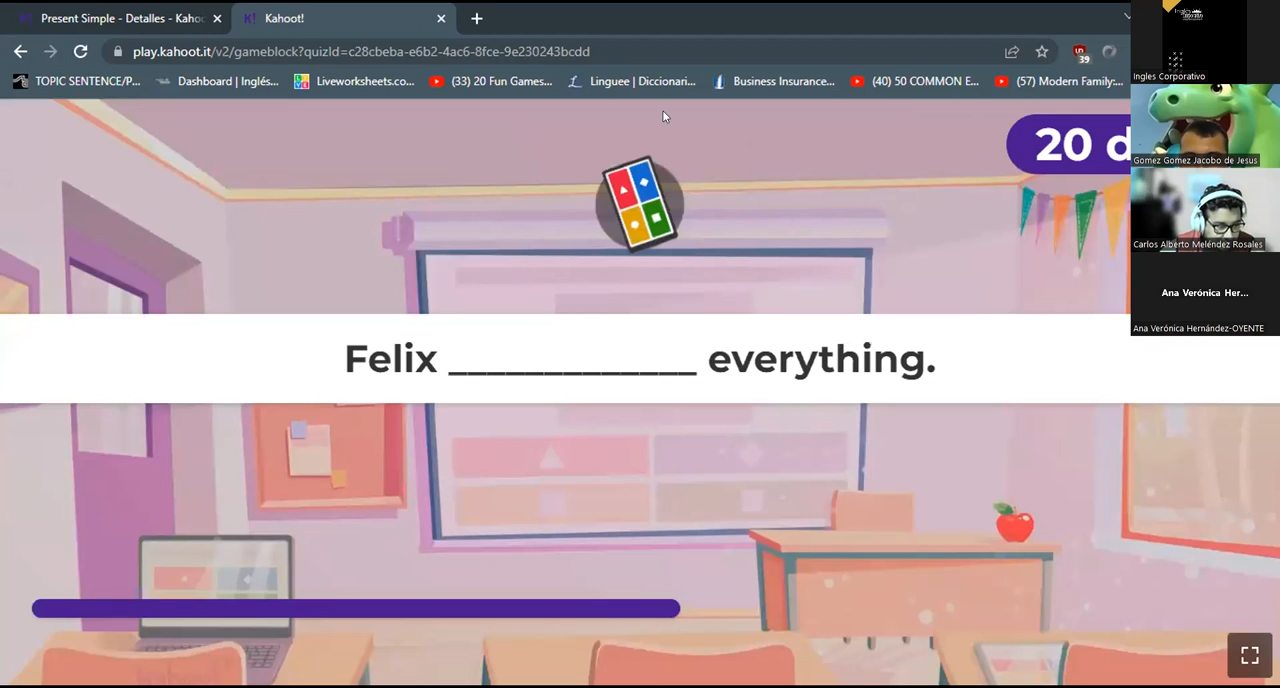 Present Simple - Detalles - Kahoo
K! Kahoot!
play.kahoot.it/v2/gameblock?quizId=c28cbeba-e6b2-4ac6-8fce-9e230243bcdd
39
TOPIC SENTENCE/P...
Dashboard | Inglés...
Liveworksheets.co...
(33) 20 Fun Games...
Linguee | Diccionari...
Business Insurance...
(40) 50 COMMON E...
(57) Modern Family:...
Ingles Corporativo
20 d
Gomez Gomez Jacobo de Jesus
Carlos Alberto Meléndez Rosales
Ana Verónica Her...
Ana Verónica Hernández-OYENTE
Felix _____________ everything.